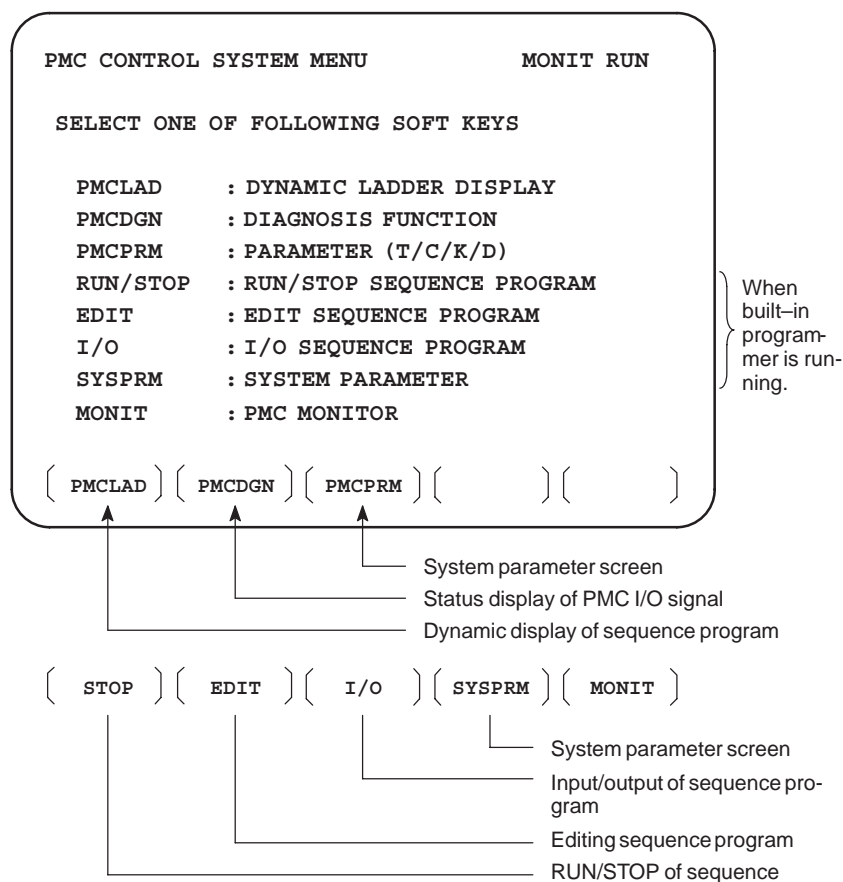 PMC CONTROL SYSTEM MENU MONIT RUN
SELECT ONE OF FOLLOWING SOFT KEYS
PMCLAD : DYNAMIC LADDER DISPLAY
PMCDGN : DIAGNOSIS FUNCTION
PMCPRM : PARAMETER (T/C/K/D)
RUN/STOP : RUN/STOP SEQUENCE PROGRAM
EDIT : EDIT SEQUENCE PROGRAM
I/O : I/O SEQUENCE PROGRAM
SYSPRM : SYSTEM PARAMETER
MONIT : PMC MONITOR
When
built–in
program-
mer is run-
ning.
[ PMCLAD ] [ PMCDGN ] [ PMCPRM ] [ ] [ ]
System parameter screen
Status display of PMC I/O signal
Dynamic display of sequence program
[ STOP ] [ EDIT ] [ I/O ] [ SYSPRM ] [ MONIT ]
System parameter screen
Input/output of sequence pro-
gram
Editing sequence program
RUN/STOP of sequence